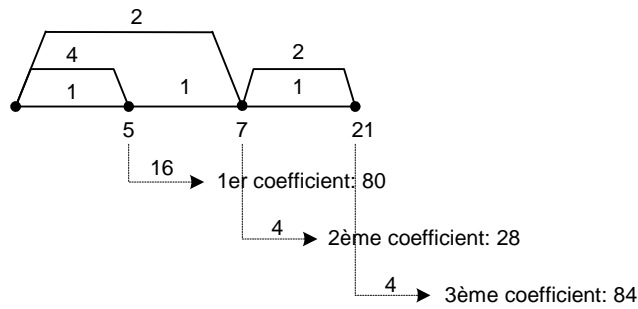 2
4 2
1 1 1
5 7 21
16 1er coefficient: 80
4 2ème coefficient: 28
4 3ème coefficient: 84